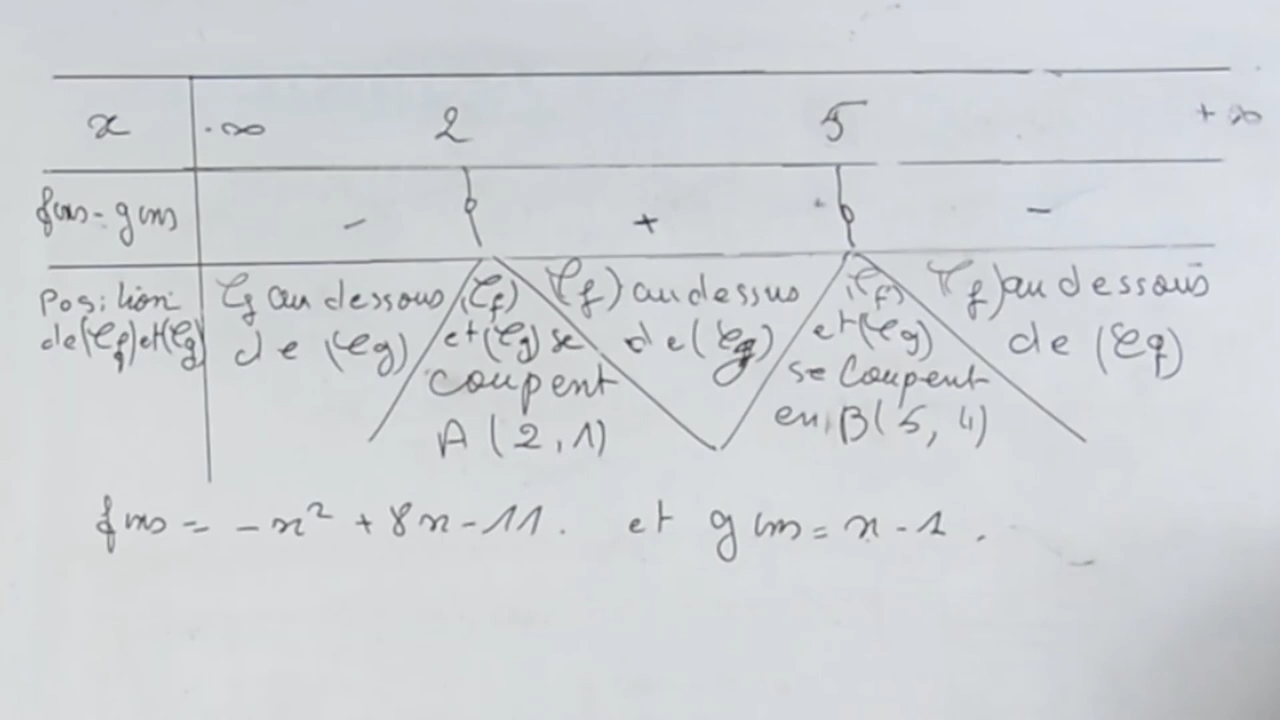 x -∞ 2 5 +∞
f(x)-g(x) - 0 + 0 -
Position de (Cf) et (Cg)
Cf au dessous de (Cg)
(Cf) et (Cg) se coupent A(2,1)
(Cf) au dessus de (Cg)
(Cf) et (Cg) se coupent en B(5,4)
(Cf) au dessous de (Cg)
f(x) = -x² + 8x - 11. et g(x) = x - 1.